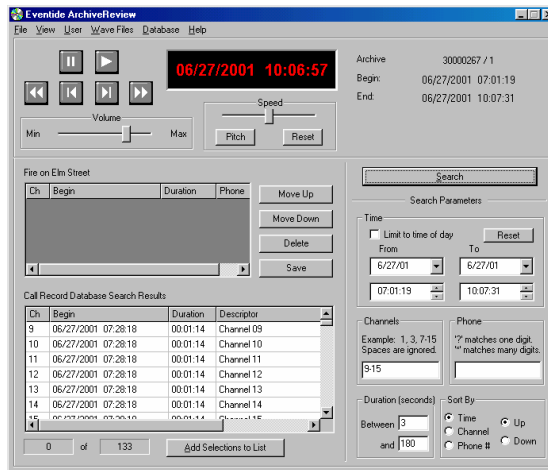 Eventide ArchiveReview
File View User Wave Files Database Help
06/27/2001 10:06:57
Archive 30000267 / 1
Begin: 06/27/2001 07:01:19
End: 06/27/2001 10:07:31
Volume
Min Max
Speed
Pitch Reset
Fire on Elm Street
Ch Begin Duration Phone
Move Up
Move Down
Delete
Save
Call Record Database Search Results
Ch Begin Duration Descriptor
9 06/27/2001 07:28:18 00:01:14 Channel 09
10 06/27/2001 07:28:18 00:01:14 Channel 10
11 06/27/2001 07:28:18 00:01:14 Channel 11
12 06/27/2001 07:28:18 00:01:14 Channel 12
13 06/27/2001 07:28:18 00:01:14 Channel 13
14 06/27/2001 07:28:18 00:01:14 Channel 14
0 of 133 Add Selections to List
Search
Search Parameters
Time
Limit to time of day Reset
From To
6/27/01 6/27/01
07:01:19 10:07:31
Channels
Example: 1, 3, 7-15
Spaces are ignored.
9-15
Phone
'?' matches one digit.
'*' matches many digits.
Duration (seconds)
Between 3
and 180
Sort By
Time
Channel
Phone #
Up
Down